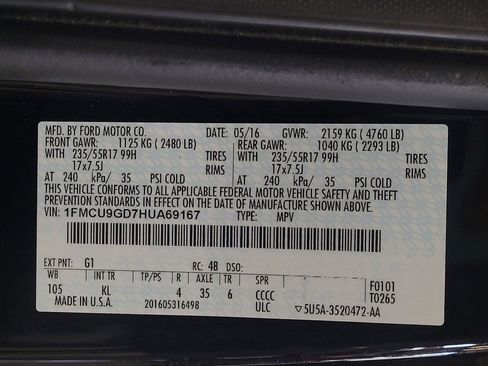 MFD. BY FORD MOTOR CO. DATE: 05/16 GVWR: 2159 KG ( 4760 LB)
FRONT GAWR: 1125 KG ( 2480 LB) REAR GAWR: 1040 KG ( 2293 LB)
WITH 235/55R17 99H TIRES WITH 235/55R17 99H TIRES
17x7.5J RIMS 17x7.5J RIMS
AT 240 kPa/ 35 PSI COLD AT 240 kPa/ 35 PSI COLD
THIS VEHICLE CONFORMS TO ALL APPLICABLE FEDERAL MOTOR VEHICLE SAFETY AND THEFT
PREVENTION STANDARDS IN EFFECT ON THE DATE OF MANUFACTURE SHOWN ABOVE.
VIN: 1FMCU9GD7HUA69167 TYPE: MPV
EXT PNT: G1 RC: 48 DSO:
WB INT TR TP/PS R AXLE TR SPR F0101
105 KL 4 35 6 CCCC T0265
MADE IN U.S.A. 201605316498 ULC ▽5U5A-3520472-AA